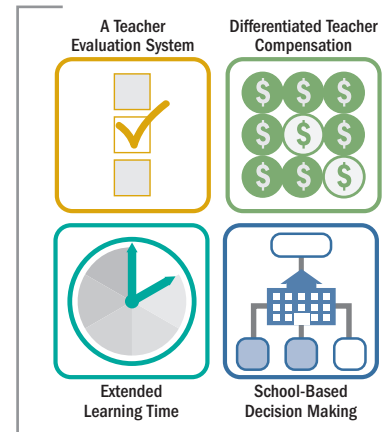 A Teacher
Evaluation System
Differentiated Teacher
Compensation
$ $ $
$ $ $
$ $ $
Extended
Learning Time
School-Based
Decision Making